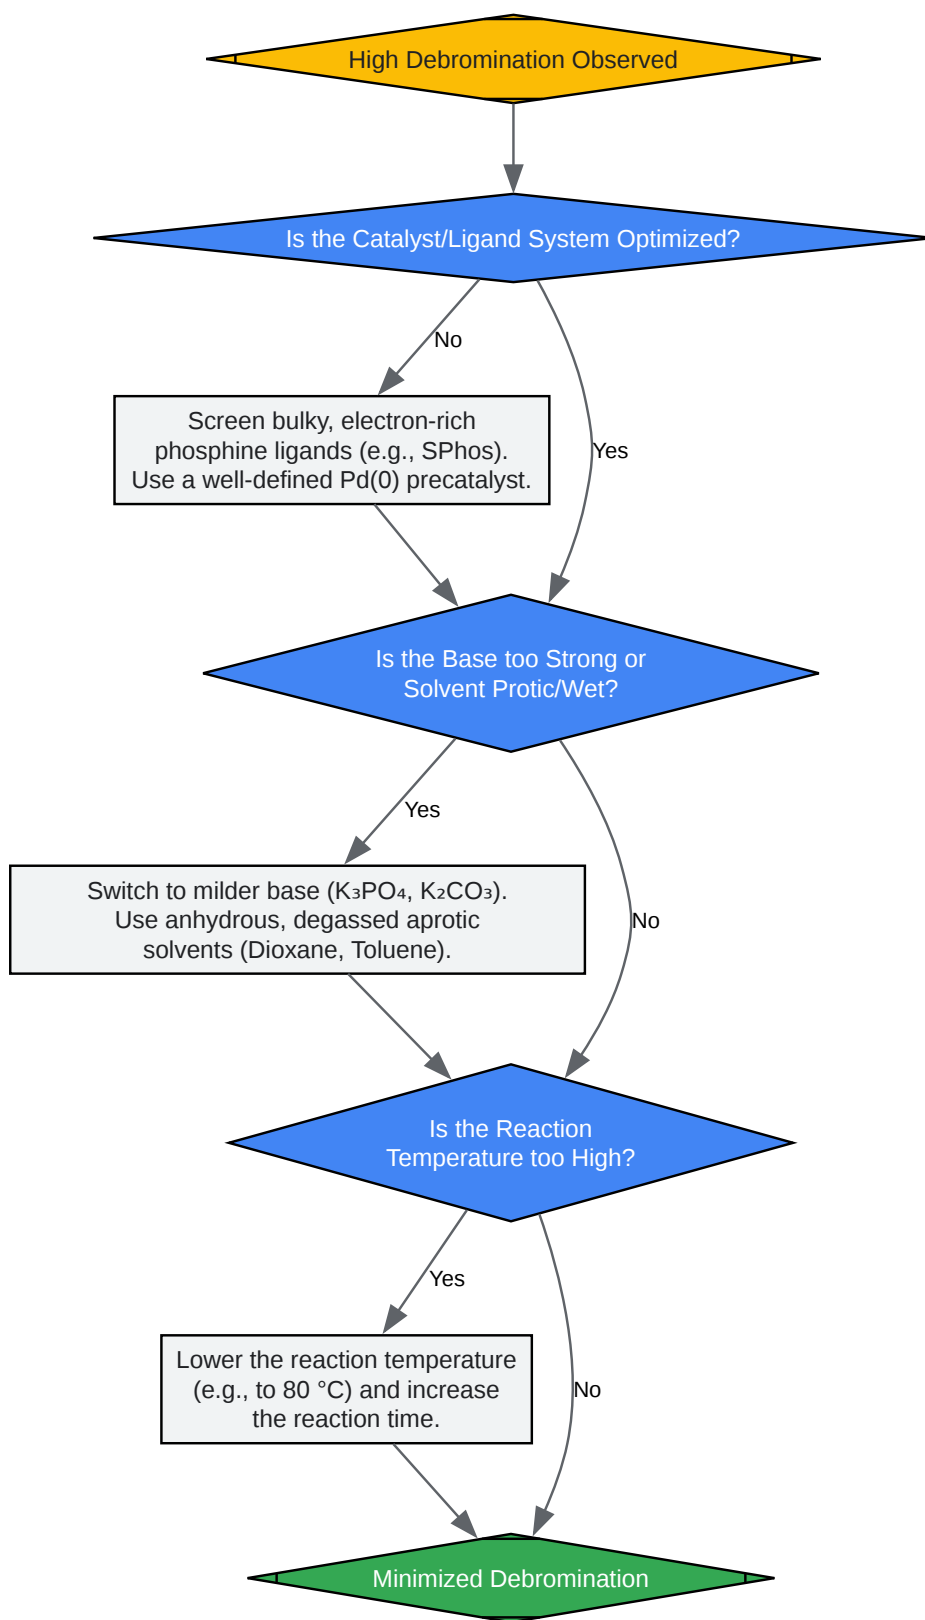 High Debromination Observed
Is the Catalyst/Ligand System Optimized?
No
Screen bulky, electron-rich
phosphine ligands (e.g., SPhos).
Use a well-defined Pd(0) precatalyst.
Yes
Is the Base too Strong or
Solvent Protic/Wet?
Yes
Switch to milder base (K₃PO₄, K₂CO₃).
Use anhydrous, degassed aprotic
solvents (Dioxane, Toluene).
No
Is the Reaction
Temperature too High?
Yes
Lower the reaction temperature
(e.g., to 80 °C) and increase
the reaction time.
No
Minimized Debromination